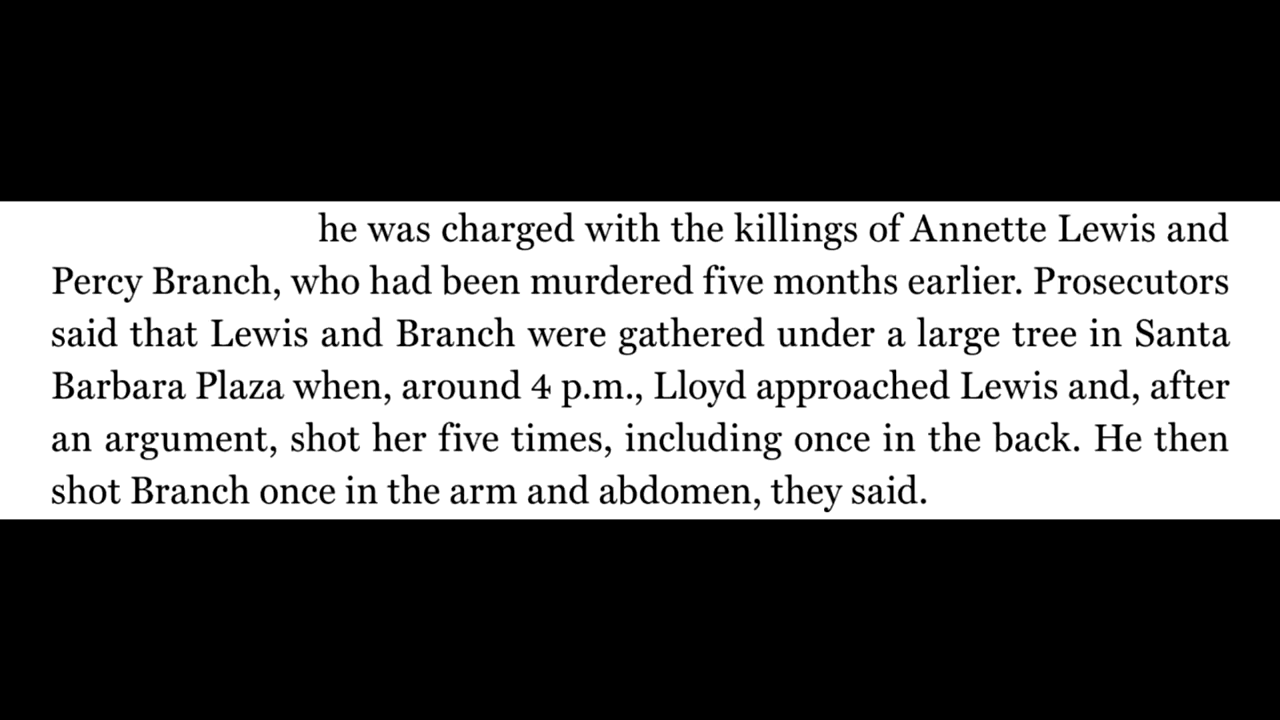 he was charged with the killings of Annette Lewis and
Percy Branch, who had been murdered five months earlier. Prosecutors
said that Lewis and Branch were gathered under a large tree in Santa
Barbara Plaza when, around 4 p.m., Lloyd approached Lewis and, after
an argument, shot her five times, including once in the back. He then
shot Branch once in the arm and abdomen, they said.